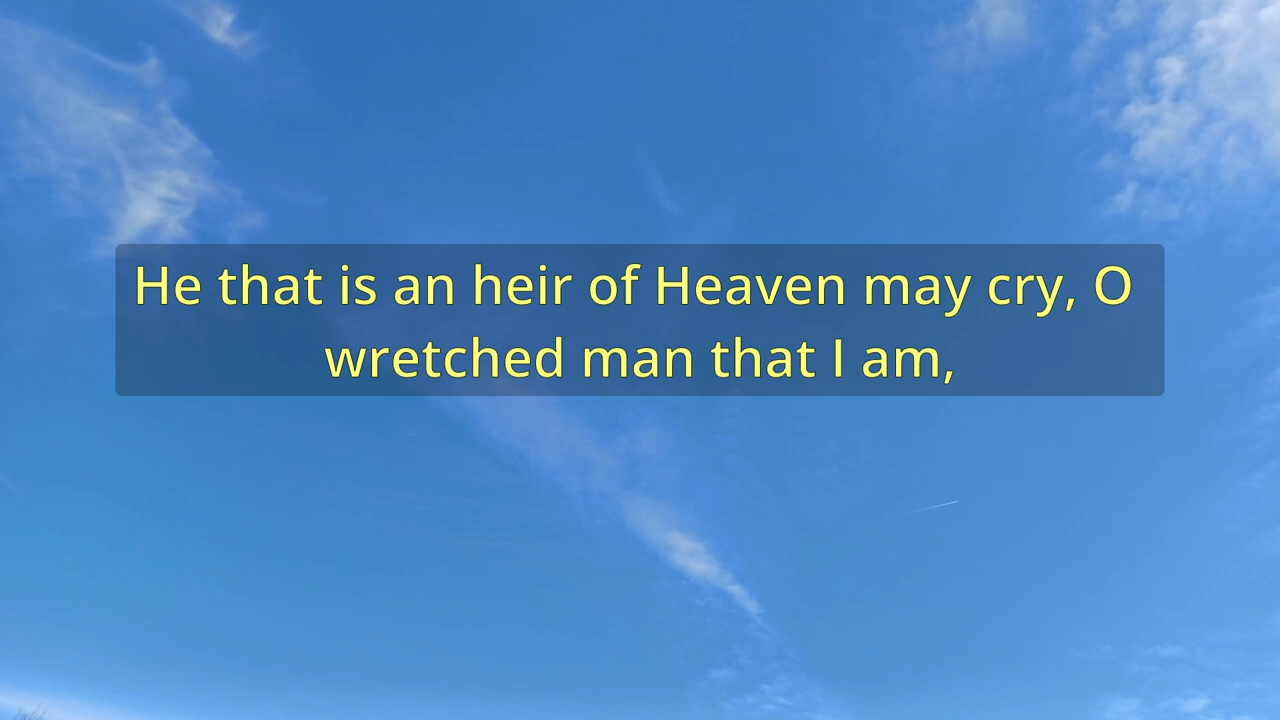 He that is an heir of Heaven may cry, O
wretched man that I am,